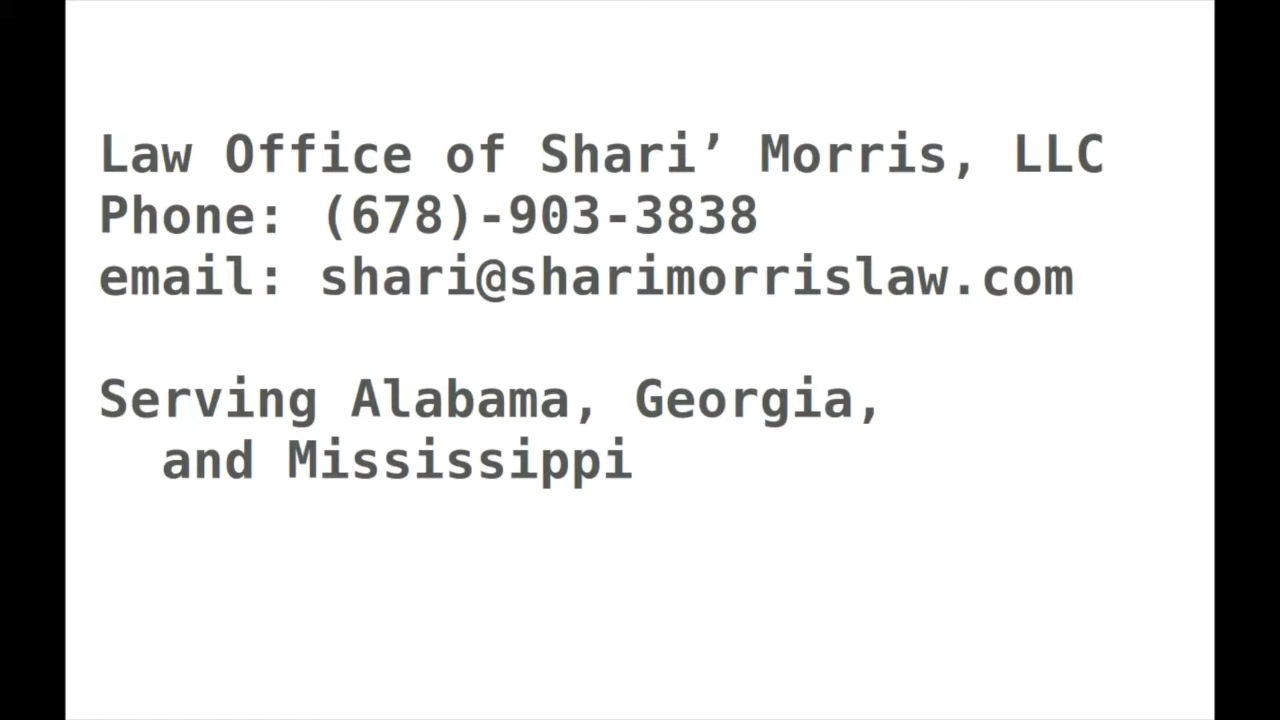 Law Office of Shari’ Morris, LLC
Phone: (678)-903-3838
email: shari@sharimorrislaw.com
Serving Alabama, Georgia,
and Mississippi